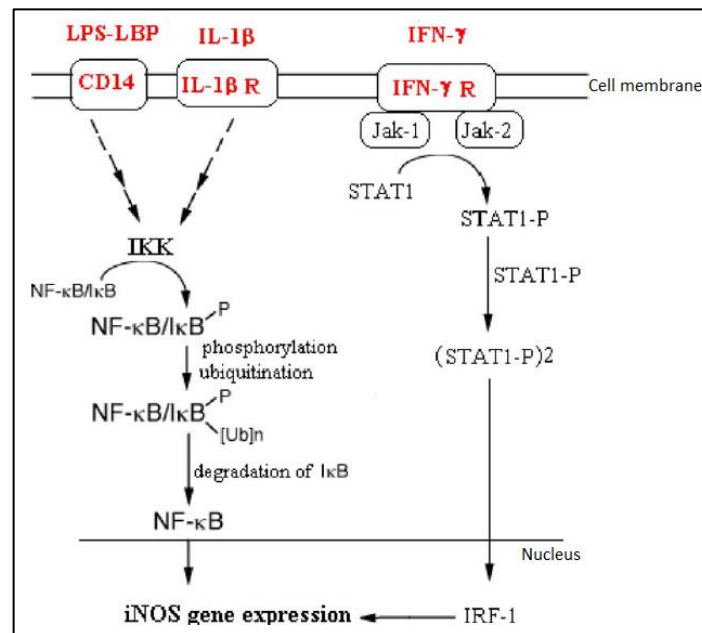 LPS-LBP IL-1β IFN-γ
CD14 IL-1β R IFN-γ R Cell membrane
Jak-1 Jak-2
STAT1
STAT1-P
IKK
STAT1-P
NF-κB/IκB
NF-κB/IκB P
phosphorylation
ubiquitination
(STAT1-P)2
NF-κB/IκB P
[Ub]n
degradation of IκB
NF-κB
Nucleus
iNOS gene expression IRF-1